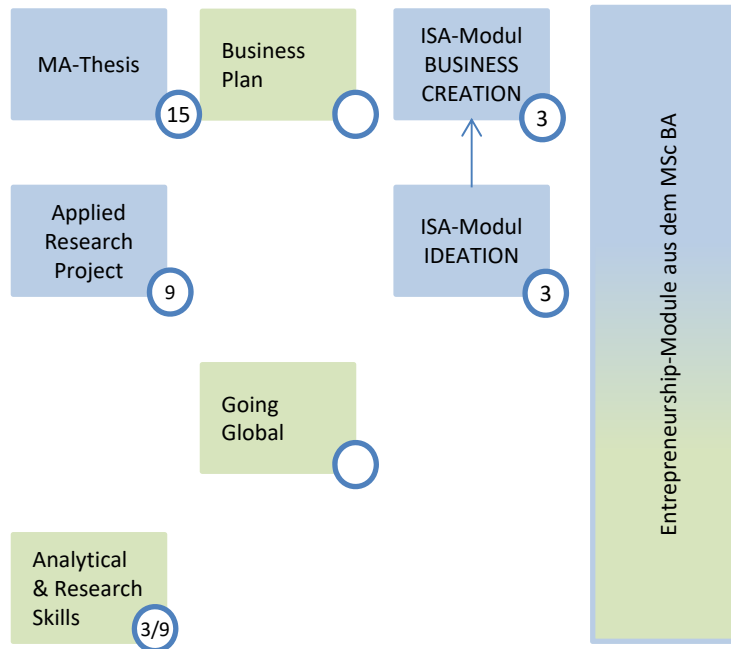 MA-Thesis
15
Business
Plan
ISA-Modul
BUSINESS
CREATION
3
Applied
Research
Project
9
ISA-Modul
IDEATION
3
Going
Global
Analytical
& Research
Skills
3/9
Entrepreneurship-Module aus dem MSc BA